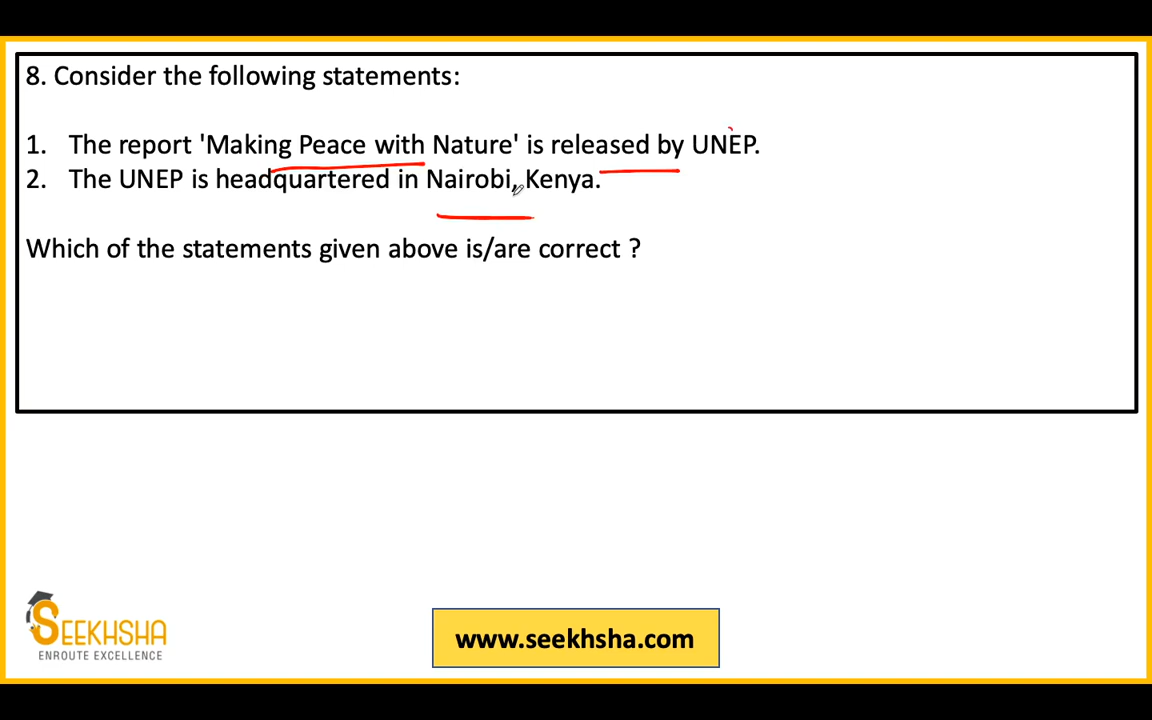 8. Consider the following statements:
1. The report 'Making Peace with Nature' is released by UNEP.
2. The UNEP is headquartered in Nairobi, Kenya.
Which of the statements given above is/are correct ?
SEEKHSHA
ENROUTE EXCELLENCE
www.seekhsha.com